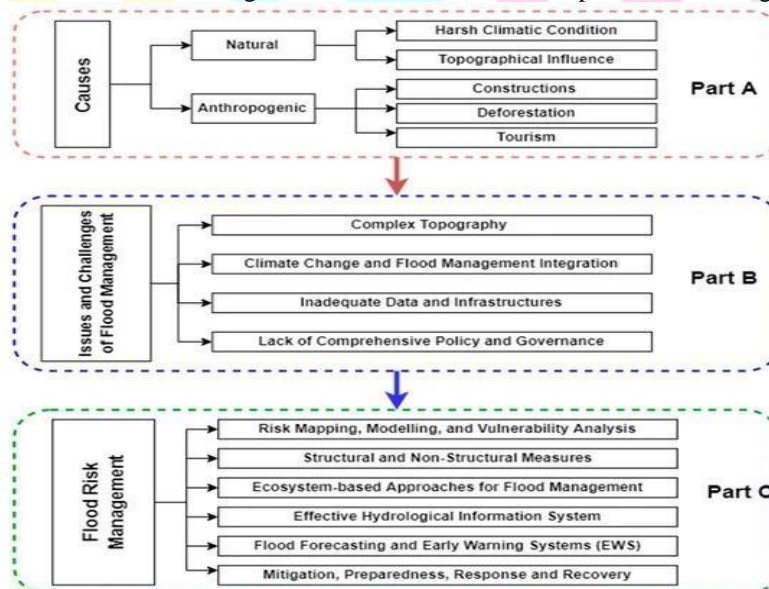 Causes
Natural
Harsh Climatic Condition
Topographical Influence
Anthropogenic
Constructions
Deforestation
Tourism
Part A
Issues and Challenges
of Flood Management
Complex Topography
Climate Change and Flood Management Integration
Inadequate Data and Infrastructures
Lack of Comprehensive Policy and Governance
Part B
Flood Risk
Management
Risk Mapping, Modelling, and Vulnerability Analysis
Structural and Non-Structural Measures
Ecosystem-based Approaches for Flood Management
Effective Hydrological Information System
Flood Forecasting and Early Warning Systems (EWS)
Mitigation, Preparedness, Response and Recovery
Part C